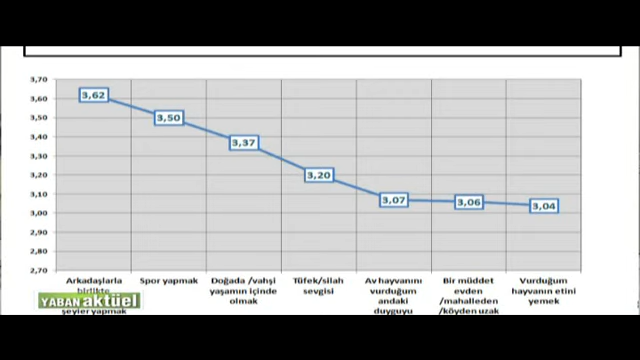 3,70
3,60
3,50
3,40
3,30
3,20
3,10
3,00
2,90
2,80
2,70
3,62
3,50
3,37
3,20
3,07
3,06
3,04
Arkadaşlarla
birlikte
şeyler yapmak
Spor yapmak
Doğada /vahşi
yaşamın içinde
olmak
Tüfek/silah
sevgisi
Av hayvanını
vurduğum
andaki
duyguyu
Bir müddet
evden
/mahalleden
/köyden uzak
Vurduğum
hayvanın etini
yemek
YABAN aktüel